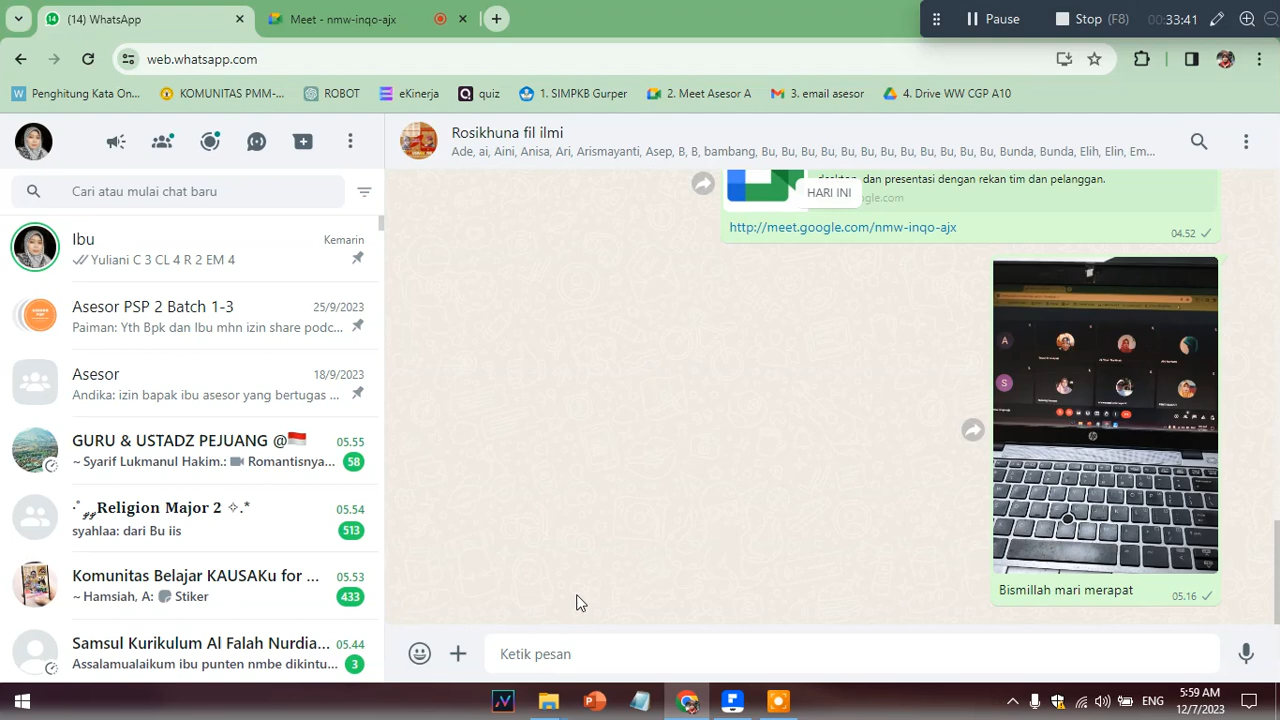 (14) WhatsApp
Meet - nmw-inqo-ajx
Pause
Stop (F8)
00:33:41
web.whatsapp.com
Penghitung Kata On...
KOMUNITAS PMM-...
ROBOT
eKinerja
quiz
1. SIMPKB Gurper
2. Meet Asesor A
3. email asesor
4. Drive WW CGP A10
Rosikhuna fil ilmi
Ade, ai, Aini, Anisa, Ari, Arismayanti, Asep, B, B, bambang, Bu, Bu, Bu, Bu, Bu, Bu, Bu, Bu, Bu, Bu, Bu, Bu, Bu, Bunda, Bunda, Elih, Elin, Em...
Cari atau mulai chat baru
Ibu
Kemarin
Yuliani C 3 CL 4 R 2 EM 4
Asesor PSP 2 Batch 1-3
25/9/2023
Paiman: Yth Bpk dan Ibu mhn izin share podc...
Asesor
18/9/2023
Andika: izin bapak ibu asesor yang bertugas ...
GURU & USTADZ PEJUANG @🇮🇩
05.55
~ Syarif Lukmanul Hakim.: Romantisnya...
58
Religion Major 2 ✧.*
05.54
syahlaa: dari Bu iis
513
Komunitas Belajar KAUSAKu for ...
05.53
~ Hamsiah, A: Stiker
433
Samsul Kurikulum Al Falah Nurdia...
05.44
Assalamualaikum ibu punten nmbe dikintu...
3
dan presentasi dengan rekan tim dan pelanggan.
HARI INI
http://meet.google.com/nmw-inqo-ajx
04.52
A
S
hp
Bismillah mari merapat
05.16
Ketik pesan
ENG
5:59 AM
12/7/2023